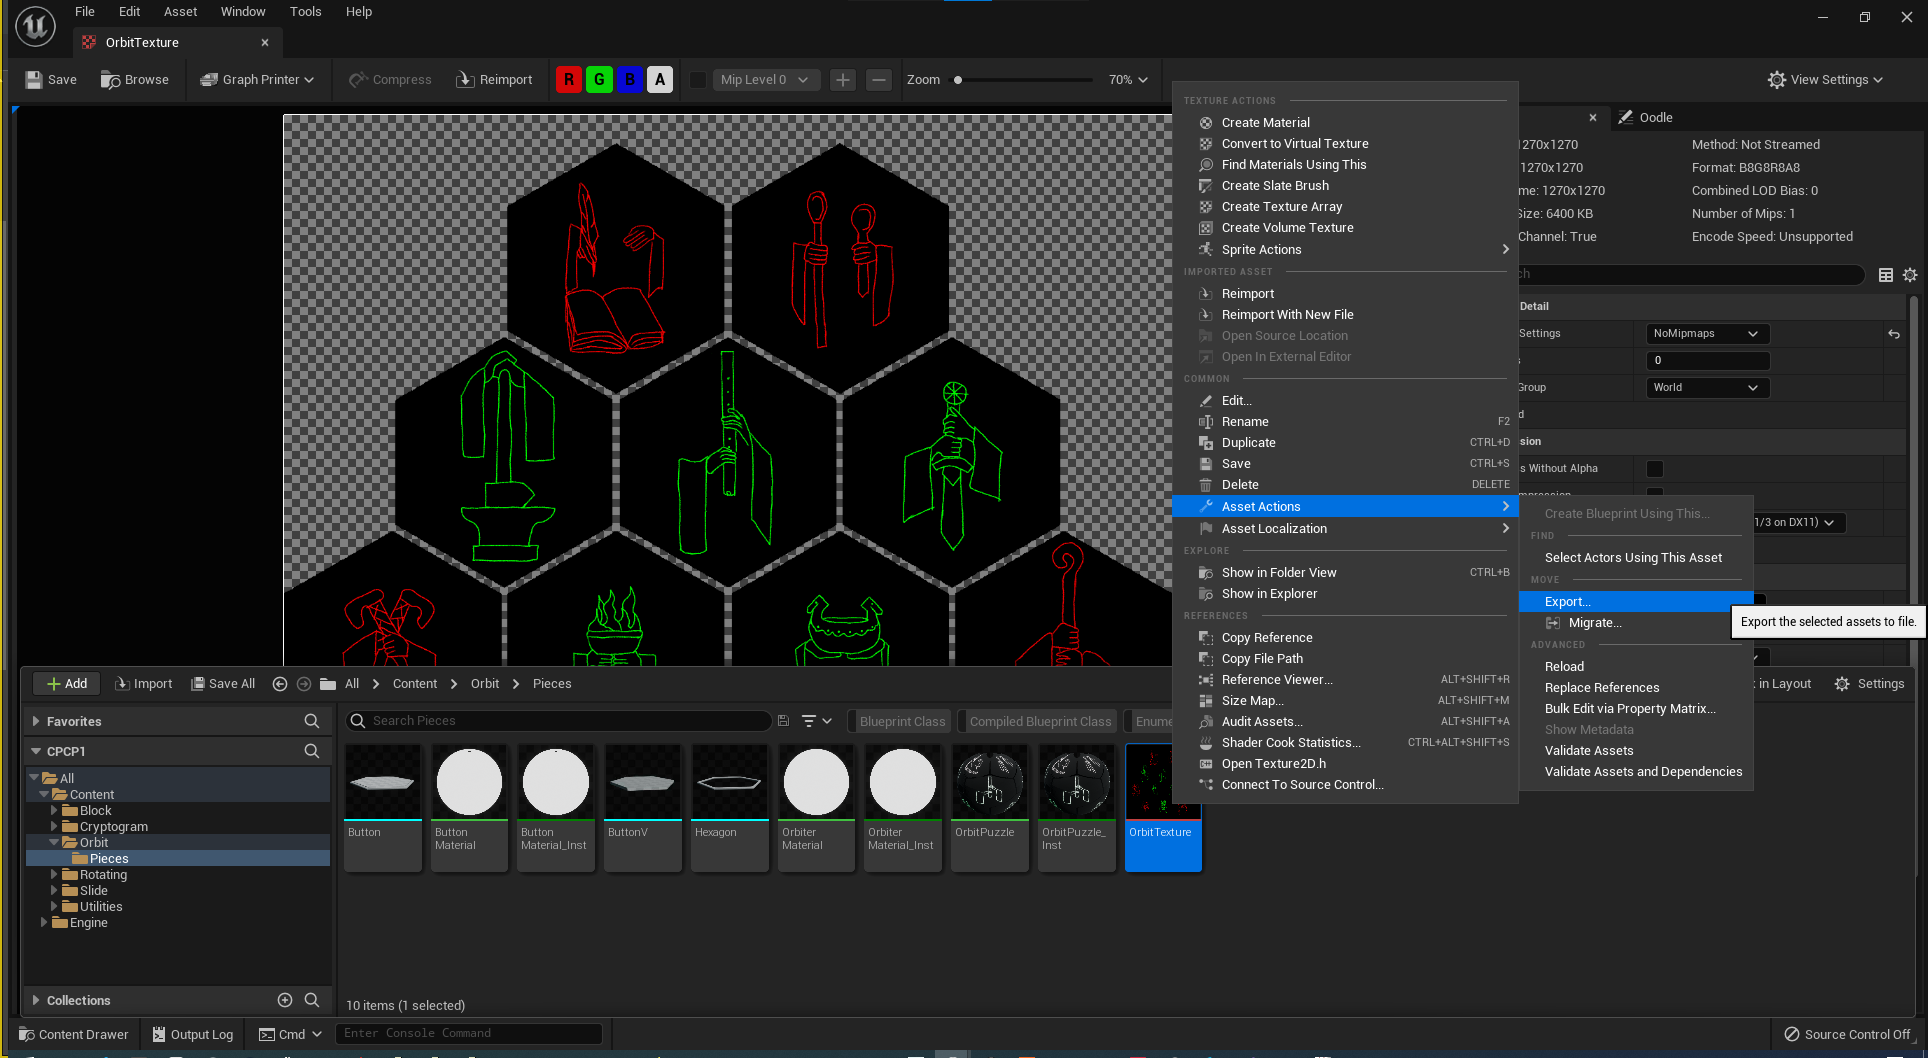 File Edit Asset Window Tools Help
OrbitTexture
Save Browse Graph Printer Compress Reimport R G B A Mip Level 0 Zoom 70% View Settings
TEXTURE ACTIONS
Create Material
Convert to Virtual Texture
Find Materials Using This
Create Slate Brush
Create Texture Array
Create Volume Texture
Sprite Actions
IMPORTED ASSET
Reimport
Reimport With New File
Open Source Location
Open In External Editor
COMMON
Edit...
Rename F2
Duplicate CTRL+D
Save CTRL+S
Delete DELETE
Asset Actions
Asset Localization
EXPLORE
Show in Folder View CTRL+B
Show in Explorer
REFERENCES
Copy Reference
Copy File Path
Reference Viewer... ALT+SHIFT+R
Size Map... ALT+SHIFT+M
Audit Assets... ALT+SHIFT+A
Shader Cook Statistics... CTRL+ALT+SHIFT+S
Open Texture2D.h
Connect To Source Control...
Create Blueprint Using This...
FIND
Select Actors Using This Asset
MOVE
Export...
Migrate...
ADVANCED
Reload
Replace References
Bulk Edit via Property Matrix...
Show Metadata
Validate Assets
Validate Assets and Dependencies
Export the selected assets to file.
Oodle
1270x1270 Method: Not Streamed
1270x1270 Format: B8G8R8A8
me: 1270x1270 Combined LOD Bias: 0
Size: 6400 KB Number of Mips: 1
Channel: True Encode Speed: Unsupported
ch
Detail
Settings NoMipmaps
0
Group World
d
sion
s Without Alpha
1/3 on DX11)
Add Import Save All All Content Orbit Pieces
in Layout Settings
Favorites
CPCP1
All
Content
Block
Cryptogram
Orbit
Pieces
Rotating
Slide
Utilities
Engine
Collections
Search Pieces Blueprint Class Compiled Blueprint Class Enume
Button
Button Material
Button Material_Inst
ButtonV
Hexagon
Orbiter Material
Orbiter Material_Inst
OrbitPuzzle
OrbitPuzzle_Inst
OrbitTexture
10 items (1 selected)
Content Drawer Output Log Cmd Enter Console Command Source Control Off